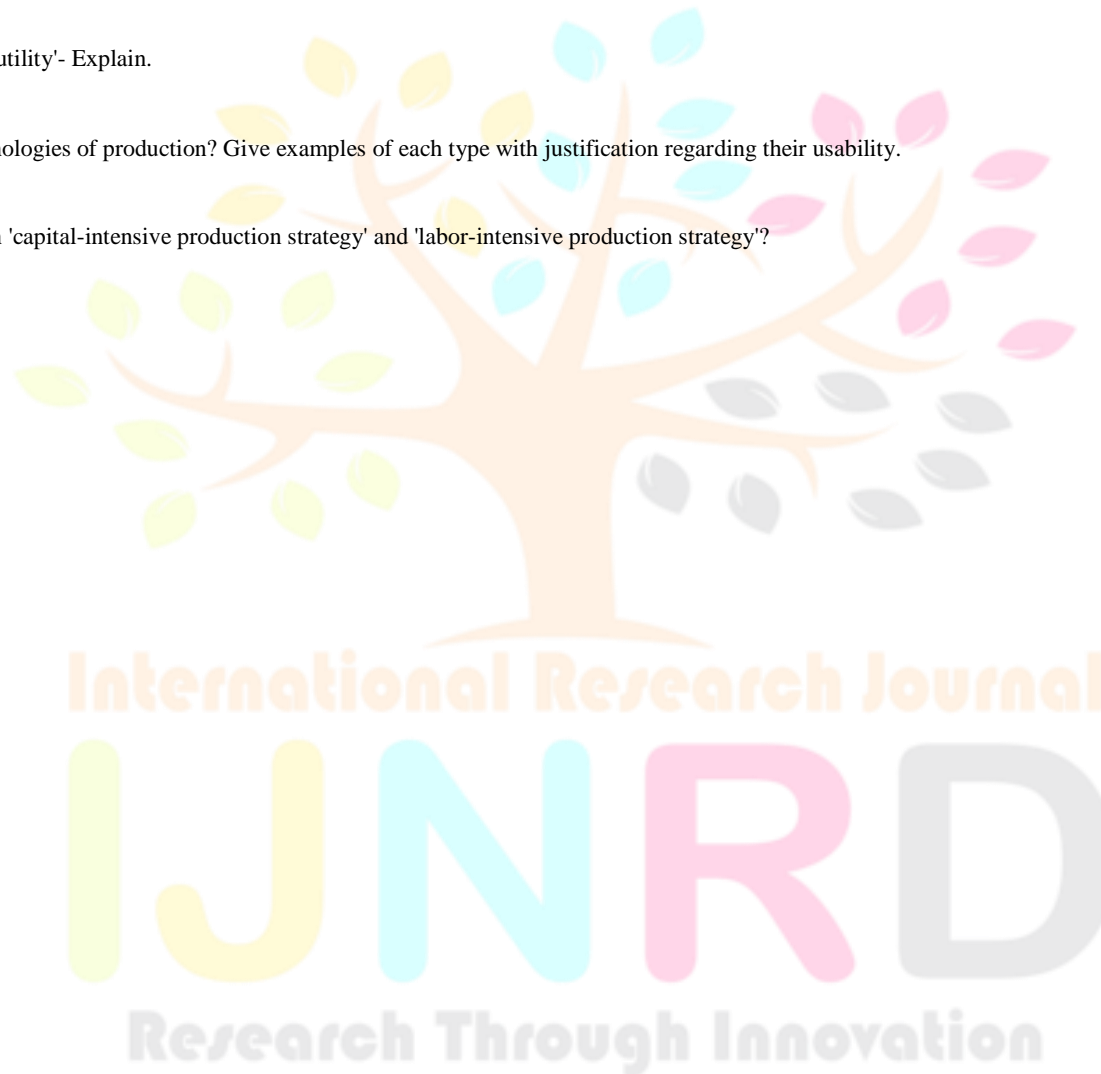 utility'- Explain.
nologies of production? Give examples of each type with justification regarding their usability.
'capital-intensive production strategy' and 'labor-intensive production strategy'?
International Research Journal
IJNRD
Research Through Innovation